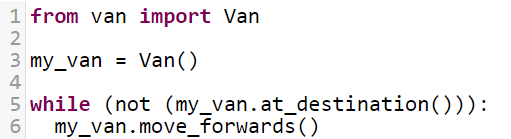 1 from van import Van
2
3 my_van = Van()
4
5 while (not (my_van.at_destination())):
6   my_van.move_forwards()